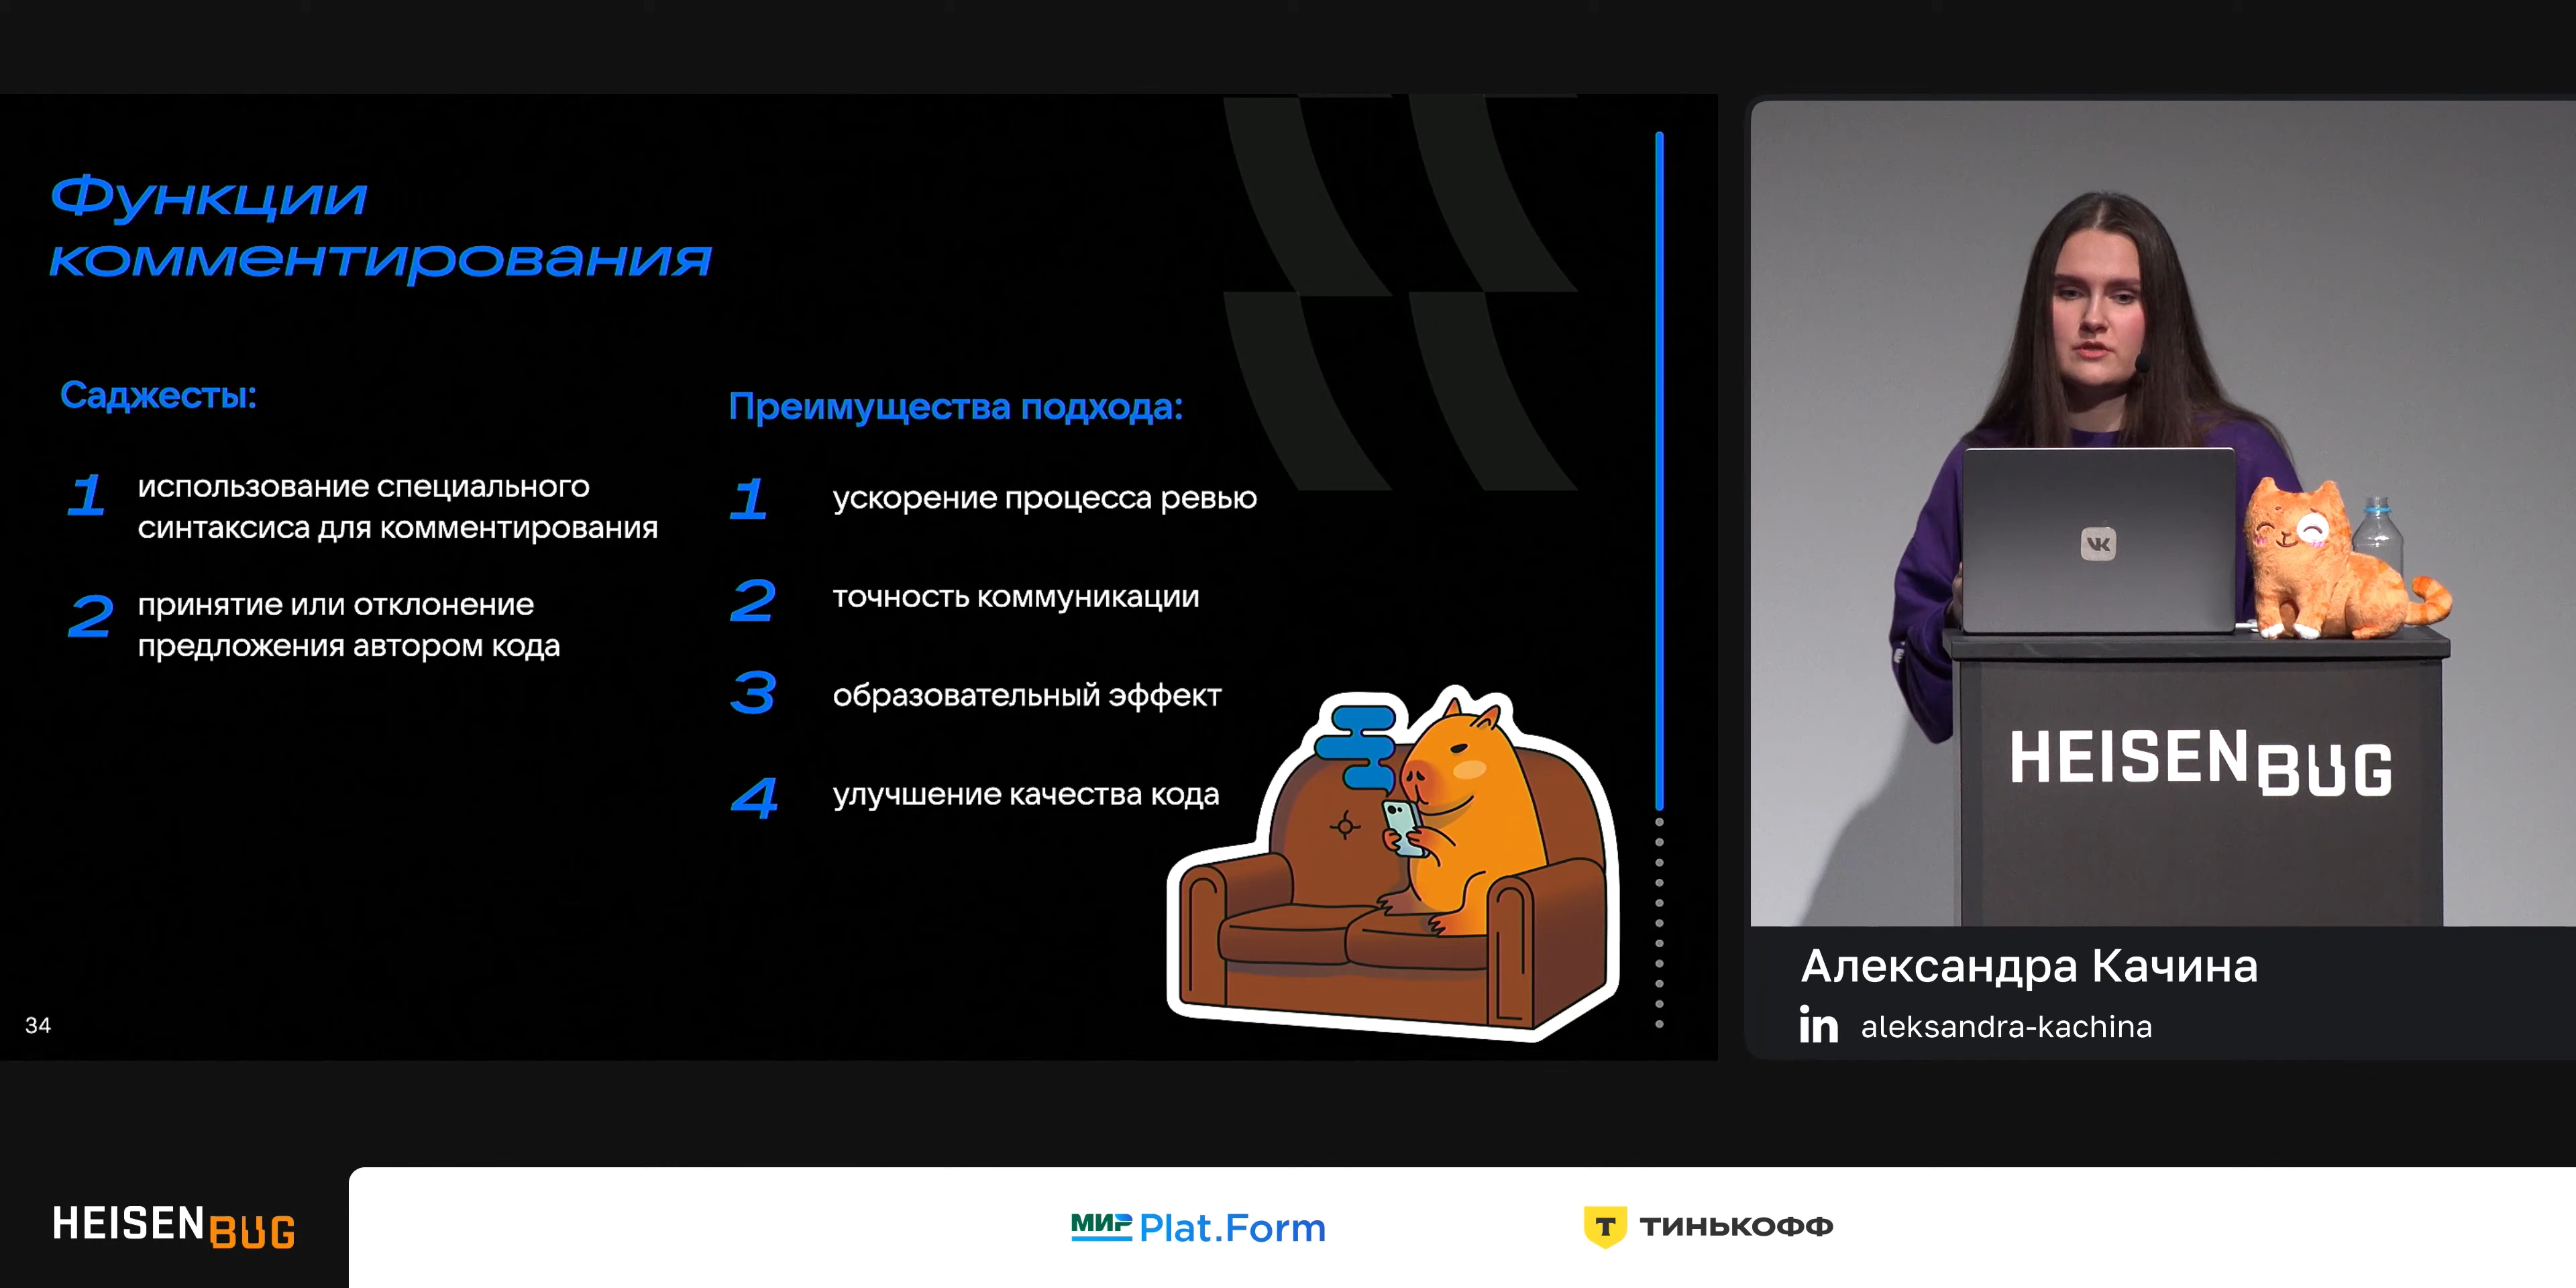 Функции
комментирования
Саджесты:
1 использование специального
синтаксиса для комментирования
2 принятие или отклонение
предложения автором кода
Преимущества подхода:
1 ускорение процесса ревью
2 точность коммуникации
3 образовательный эффект
4 улучшение качества кода
34
VK
HEISENBUG
Александра Качина
in aleksandra-kachina
HEISENBUG
МИР Plat.Form
Т ТИНЬКОФФ